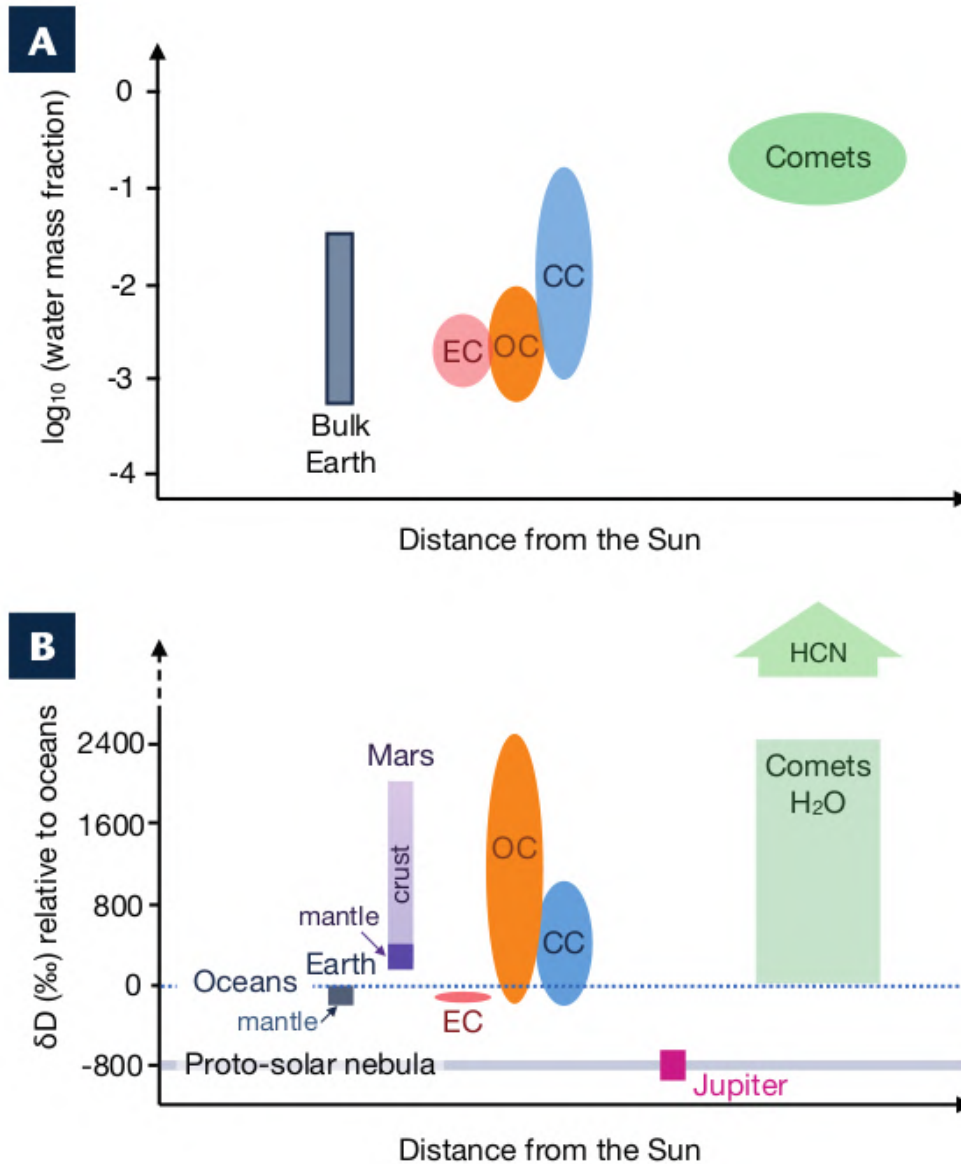 A
log₁₀ (water mass fraction)
0
-1
-2
-3
-4
Comets
CC
EC
OC
Bulk
Earth
Distance from the Sun
B
δD (‰) relative to oceans
HCN
2400
1600
800
0
-800
Mars
crust
mantle
Earth
Oceans
mantle
OC
CC
EC
Comets
H₂O
Proto-solar nebula
Jupiter
Distance from the Sun